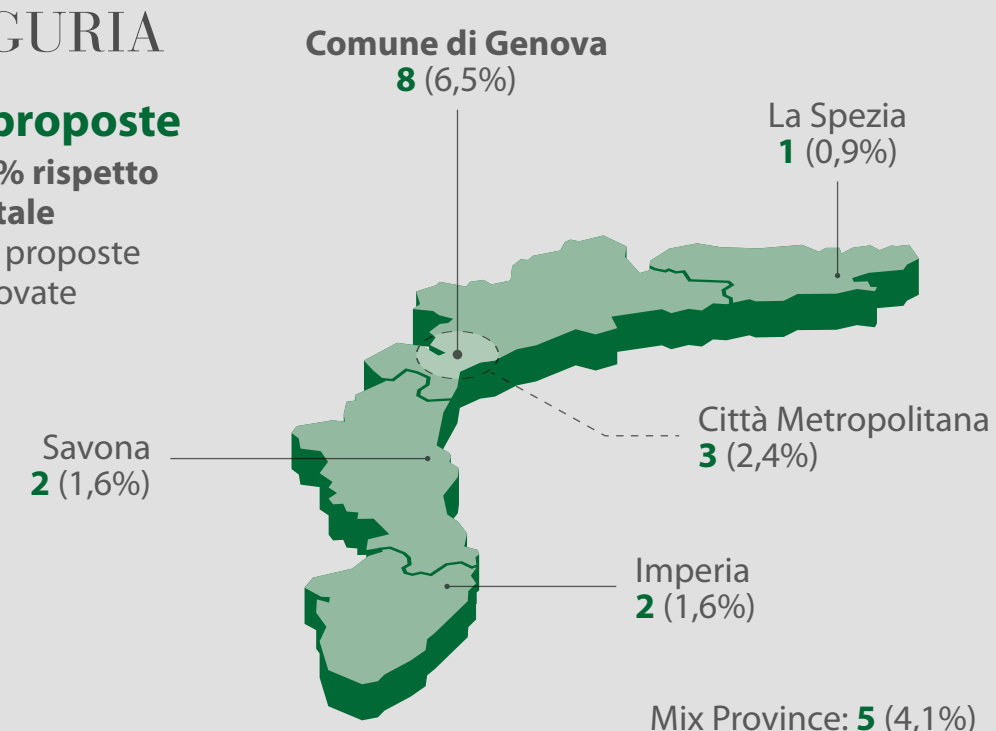 GURIA
proposte
% rispetto
tale
proposte
ovate
Comune di Genova
8 (6,5%)
La Spezia
1 (0,9%)
Città Metropolitana
3 (2,4%)
Savona
2 (1,6%)
Imperia
2 (1,6%)
Mix Province: 5 (4,1%)